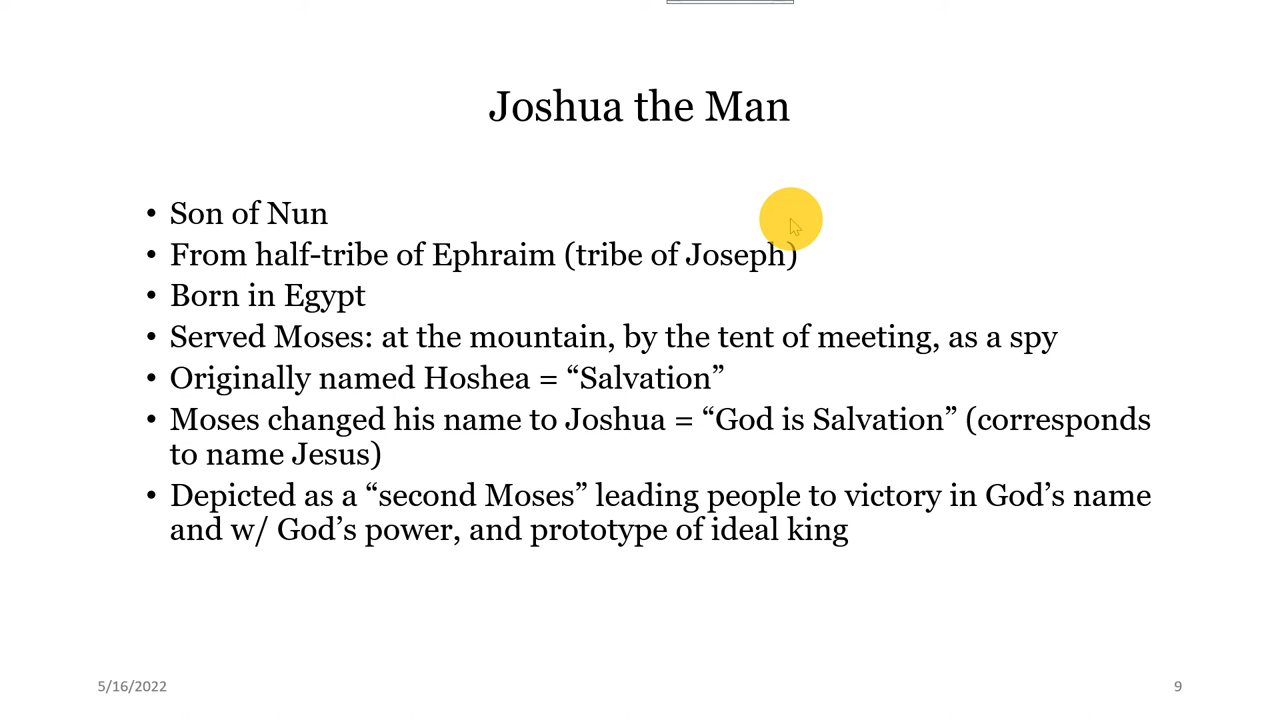 Joshua the Man
• Son of Nun
• From half-tribe of Ephraim (tribe of Joseph)
• Born in Egypt
• Served Moses: at the mountain, by the tent of meeting, as a spy
• Originally named Hoshea = “Salvation”
• Moses changed his name to Joshua = “God is Salvation” (corresponds
to name Jesus)
• Depicted as a “second Moses” leading people to victory in God’s name
and w/ God’s power, and prototype of ideal king
5/16/2022
9